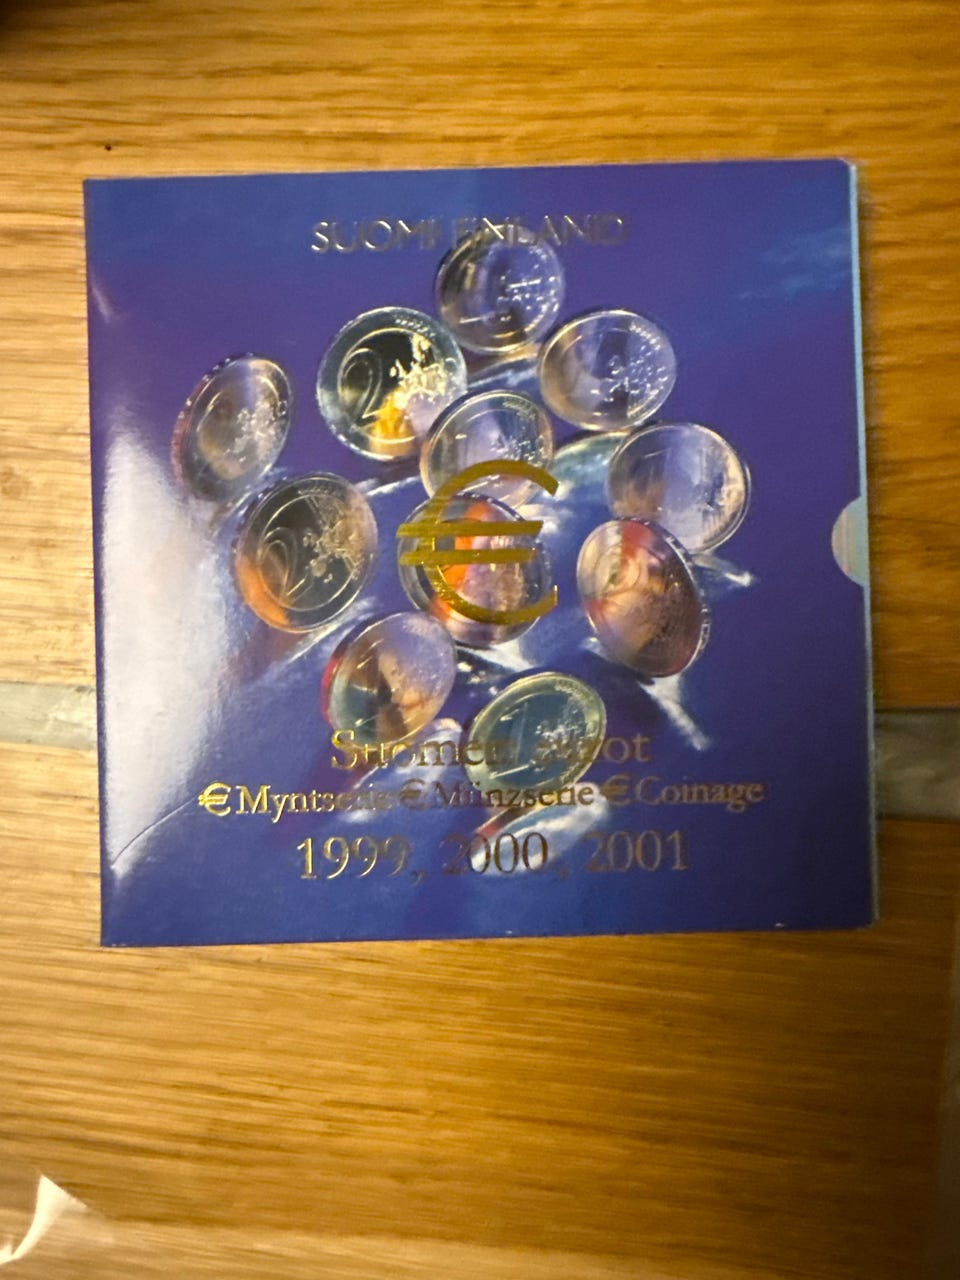 SUOMI FINLAND
€
Suomen eurot
€ Myntserie € Münzserie € Coinage
1999, 2000, 2001